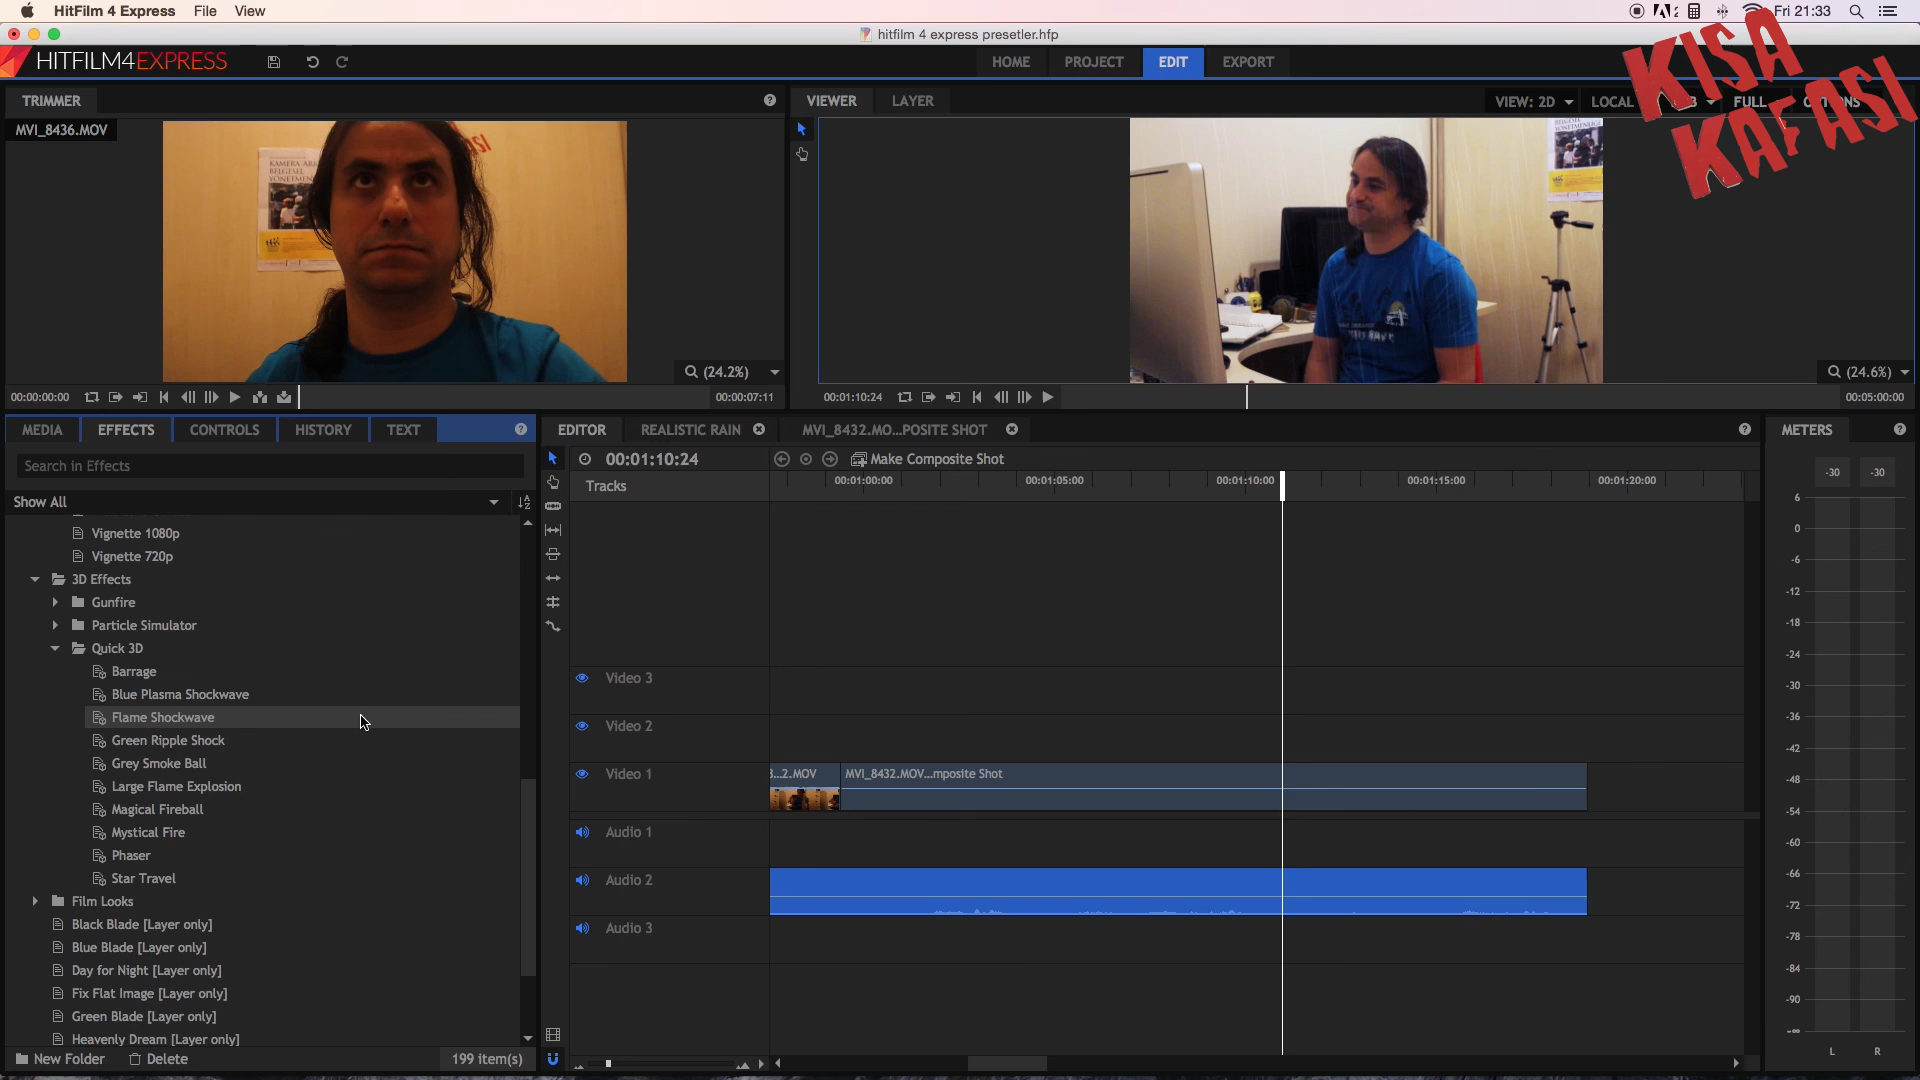 HitFilm 4 Express File View
Fri 21:33
hitfilm 4 express presetler.hfp
HITFILM4EXPRESS
HOME PROJECT EDIT EXPORT
KISA
KAFASI
TRIMMER
VIEWER LAYER
VIEW: 2D LOCAL FULL
MVI_8436.MOV
KAMERA
BELGESEL
YÖNETMENLİĞİ
(24.2%)
(24.6%)
00:00:00:00
00:00:07:11
00:01:10:24
00:05:00:00
MEDIA EFFECTS CONTROLS HISTORY TEXT
EDITOR REALISTIC RAIN MVI_8432.MO...POSITE SHOT
METERS
Search in Effects
00:01:10:24 Make Composite Shot
-30 -30
Show All
Tracks
00:01:00:00 00:01:05:00 00:01:10:00 00:01:15:00 00:01:20:00
Vignette 1080p
Vignette 720p
3D Effects
Gunfire
Particle Simulator
Quick 3D
Barrage
Blue Plasma Shockwave
Flame Shockwave
Green Ripple Shock
Grey Smoke Ball
Large Flame Explosion
Magical Fireball
Mystical Fire
Phaser
Star Travel
Film Looks
Black Blade [Layer only]
Blue Blade [Layer only]
Day for Night [Layer only]
Fix Flat Image [Layer only]
Green Blade [Layer only]
Heavenly Dream [Layer only]
New Folder Delete 199 item(s)
Video 3
Video 2
Video 1
3...2.MOV MVI_8432.MOV...mposite Shot
Audio 1
Audio 2
Audio 3
6
0
-6
-12
-18
-24
-30
-36
-42
-48
-54
-60
-66
-72
-78
-84
-90
-∞
L R